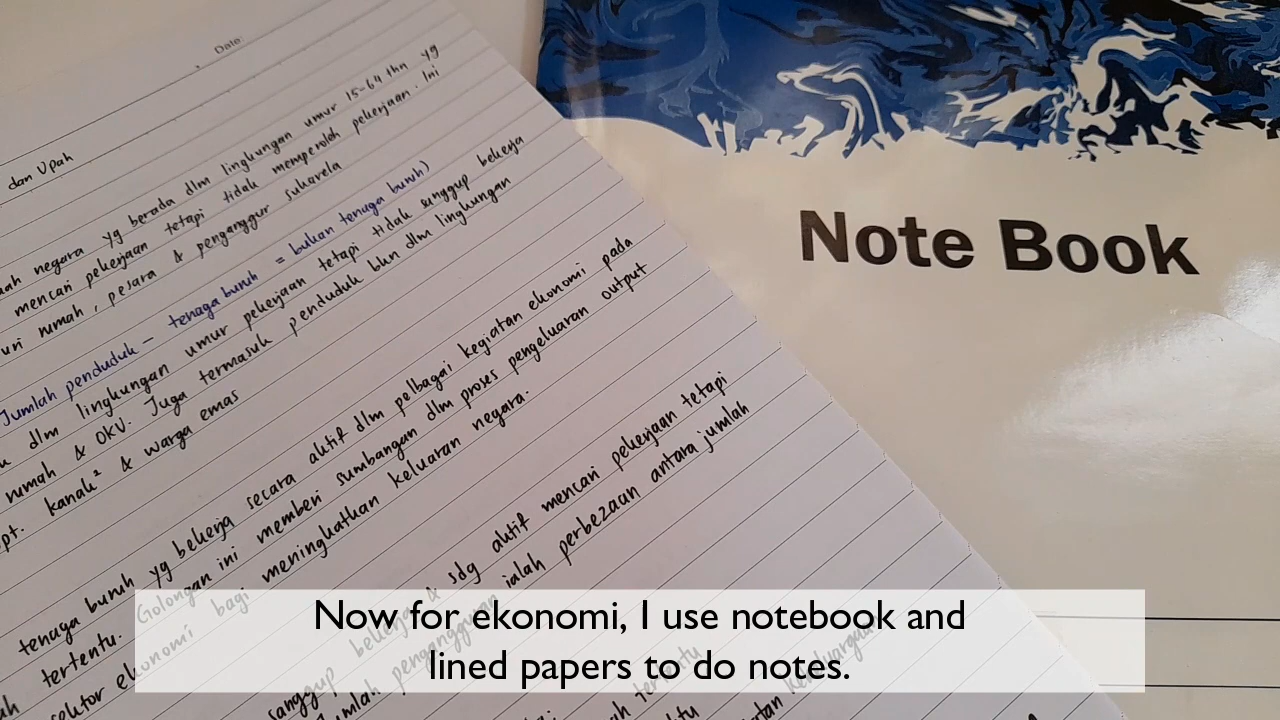 Date:
dan Upah
negara yg berada dlm lingkungan umur 15-64 thn yg
mencari pekerjaan tetapi tidak memperoleh pekerjaan. Ini
rumah, pesara & penganggur sukarela
Jumlah penduduk - tenaga buruh = bukan tenaga buruh)
dlm lingkungan umur pekerjaan tetapi tidak sanggup bekerja
rumah & OKU. Juga termasuk penduduk bkn dlm lingkungan
pt. kanak² & warga emas
tenaga buruh yg bekerja secara aktif dlm pelbagai kegiatan ekonomi pada
tertentu. Golongan ini memberi sumbangan dlm proses pengeluaran output
sektor ekonomi bagi meningkatkan keluaran negara.
sanggup bekerja & sdg aktif mencari pekerjaan tetapi
Jumlah pengangguran ialah perbezaan antara jumlah
Note Book
Now for ekonomi, I use notebook and
lined papers to do notes.